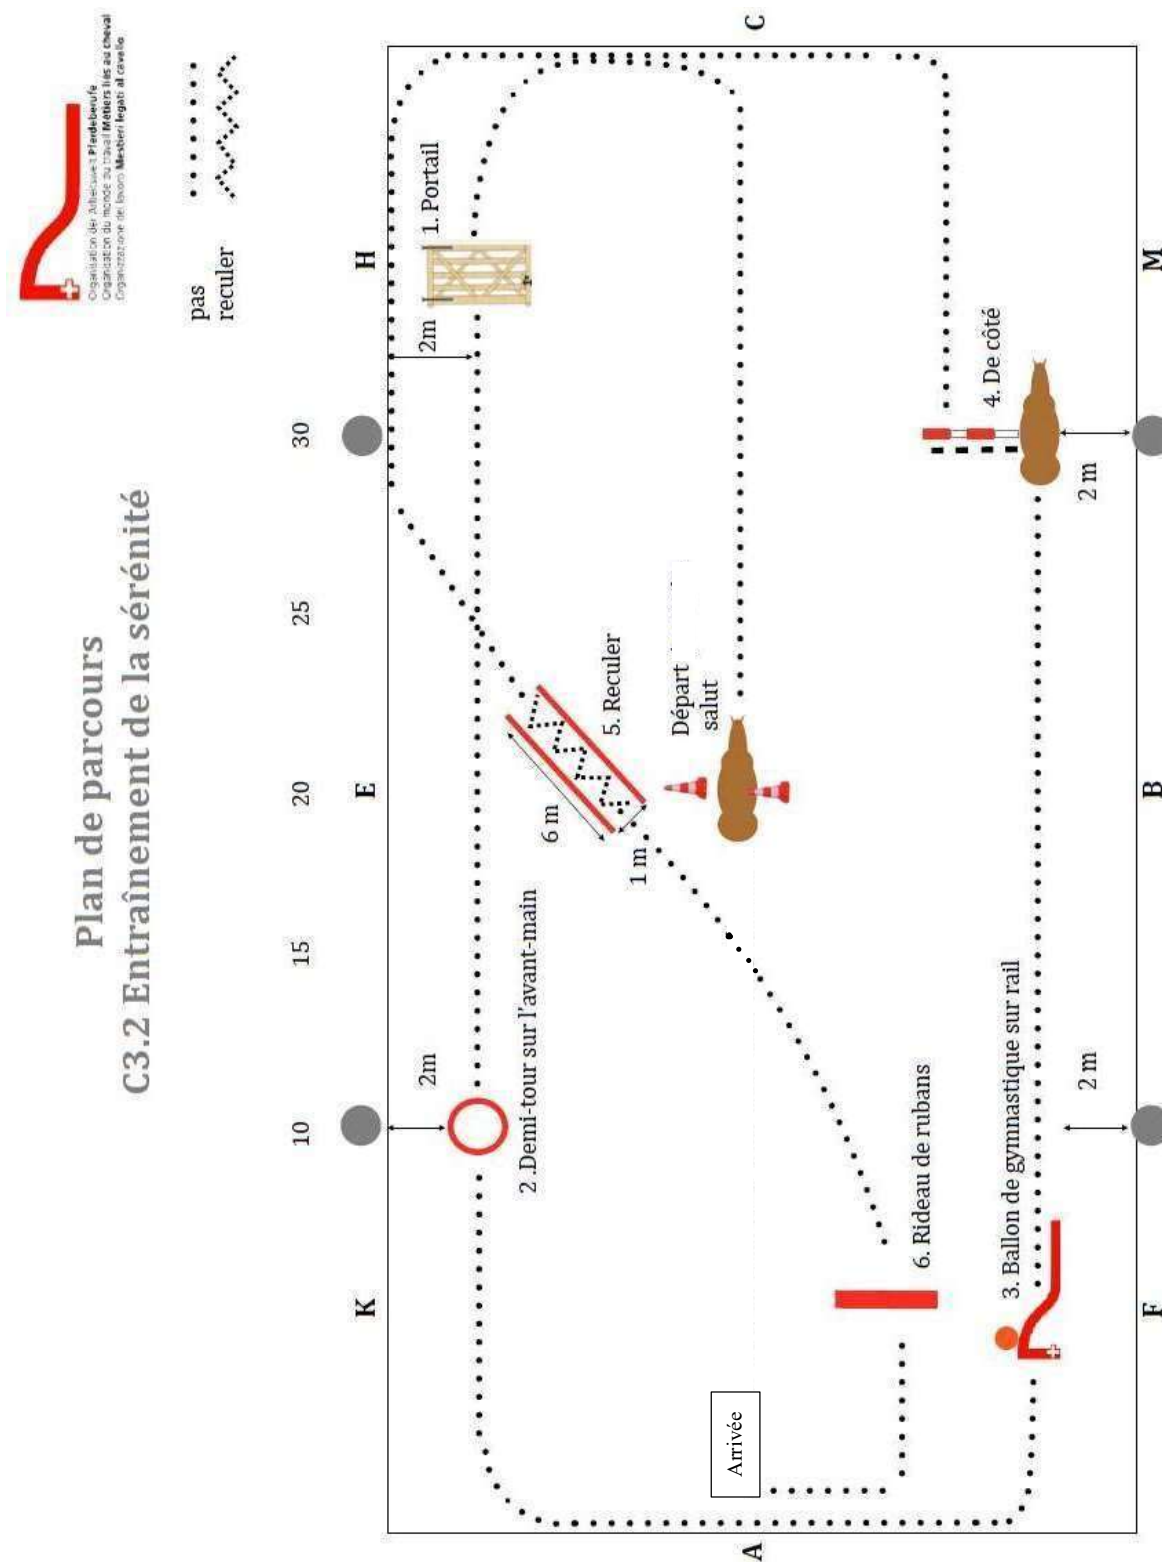 Organisation der Arbeitswelt Pferdeberufe
Organisation du monde du travail Métiers liés au cheval
Organizzazione del lavoro Mestieri legati al cavallo
Plan de parcours
C3.2 Entraînement de la sérénité
pas
reculer
10
15
20
25
30
K
E
H
2m
2m
1. Portail
2 .Demi-tour sur l'avant-main
6 m
1 m
5. Reculer
Départ
salut
A
C
Arrivée
6. Rideau de rubans
3. Ballon de gymnastique sur rail
4. De côté
2 m
2 m
F
B
M